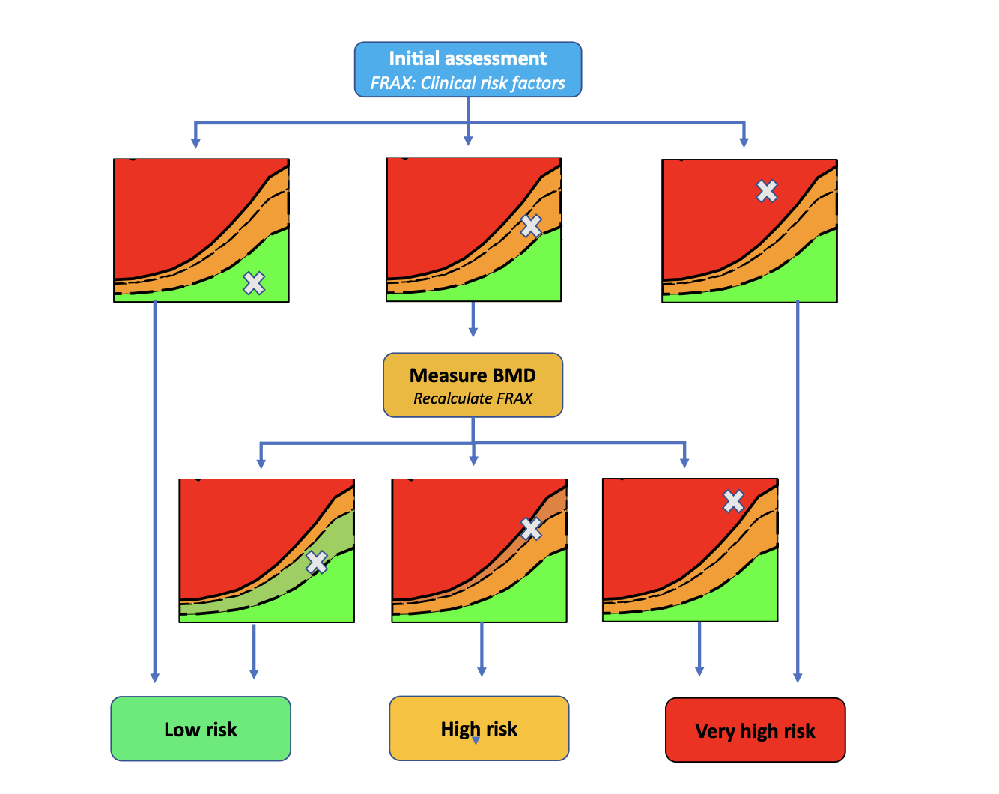 Initial assessment
FRAX: Clinical risk factors
Measure BMD
Recalculate FRAX
Low risk
High risk
Very high risk